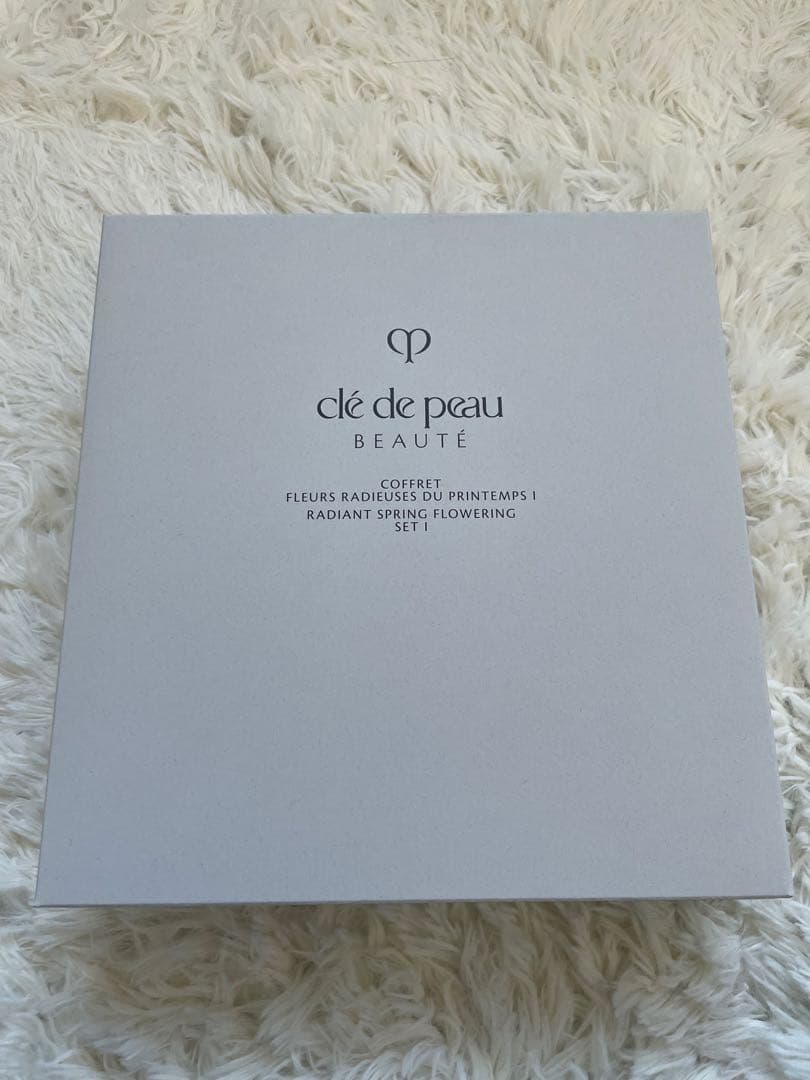 clé de peau
BEAUTÉ
COFFRET
FLEURS RADIEUSES DU PRINTEMPS I
RADIANT SPRING FLOWERING
SET I